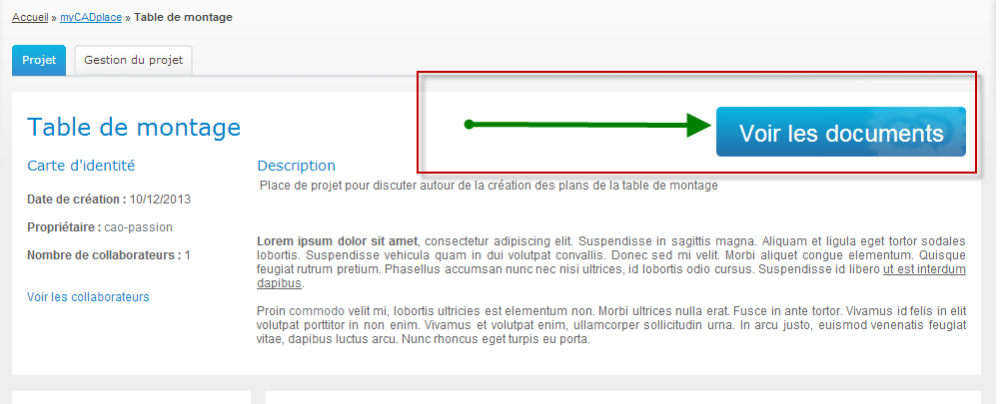 Accueil » myCADplace » Table de montage
Projet
Gestion du projet
Table de montage
Voir les documents
Carte d'identité
Date de création : 10/12/2013
Propriétaire : cao-passion
Nombre de collaborateurs : 1
Voir les collaborateurs
Description
Place de projet pour discuter autour de la création des plans de la table de montage
Lorem ipsum dolor sit amet, consectetur adipiscing elit. Suspendisse in sagittis magna. Aliquam et ligula eget tortor sodales
lobortis. Suspendisse vehicula quam in dui volutpat convallis. Donec sed mi velit. Morbi aliquet congue elementum. Quisque
feugiat rutrum pretium. Phasellus accumsan nunc nec nisi ultrices, id lobortis odio cursus. Suspendisse id libero ut est interdum
dapibus.
Proin commodo velit mi, lobortis ultricies est elementum non. Morbi ultrices nulla erat. Fusce in ante tortor. Vivamus id felis in elit
volutpat porttitor in non enim. Vivamus et volutpat enim, ullamcorper sollicitudin urna. In arcu justo, euismod venenatis feugiat
vitae, dapibus luctus arcu. Nunc rhoncus eget turpis eu porta.